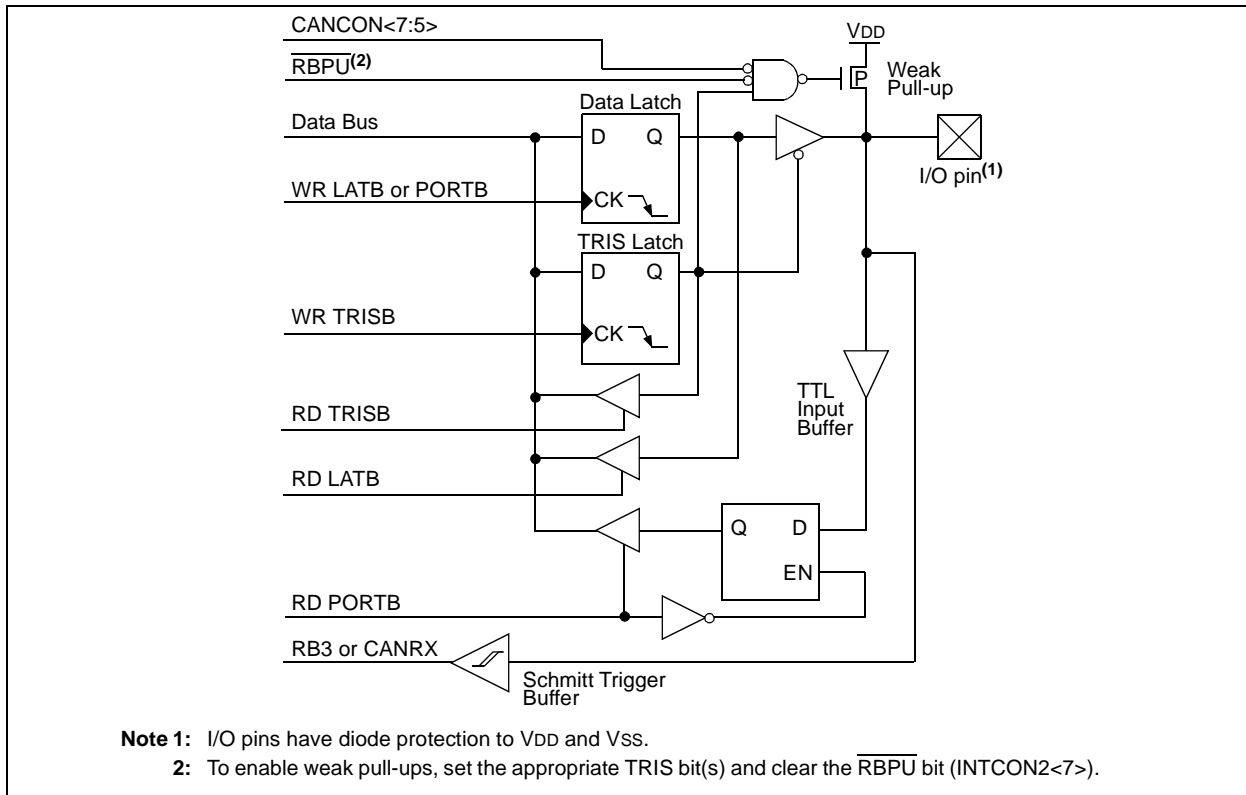 CANCON<7:5>
VDD
RBPU(2)
P
Weak
Pull-up
Data Latch
Data Bus
D Q
I/O pin(1)
WR LATB or PORTB
CK
TRIS Latch
D Q
WR TRISB
CK
TTL
Input
Buffer
RD TRISB
RD LATB
Q D
EN
RD PORTB
RB3 or CANRX
Schmitt Trigger
Buffer
Note 1: I/O pins have diode protection to VDD and VSS.
2: To enable weak pull-ups, set the appropriate TRIS bit(s) and clear the RBPU bit (INTCON2<7>).